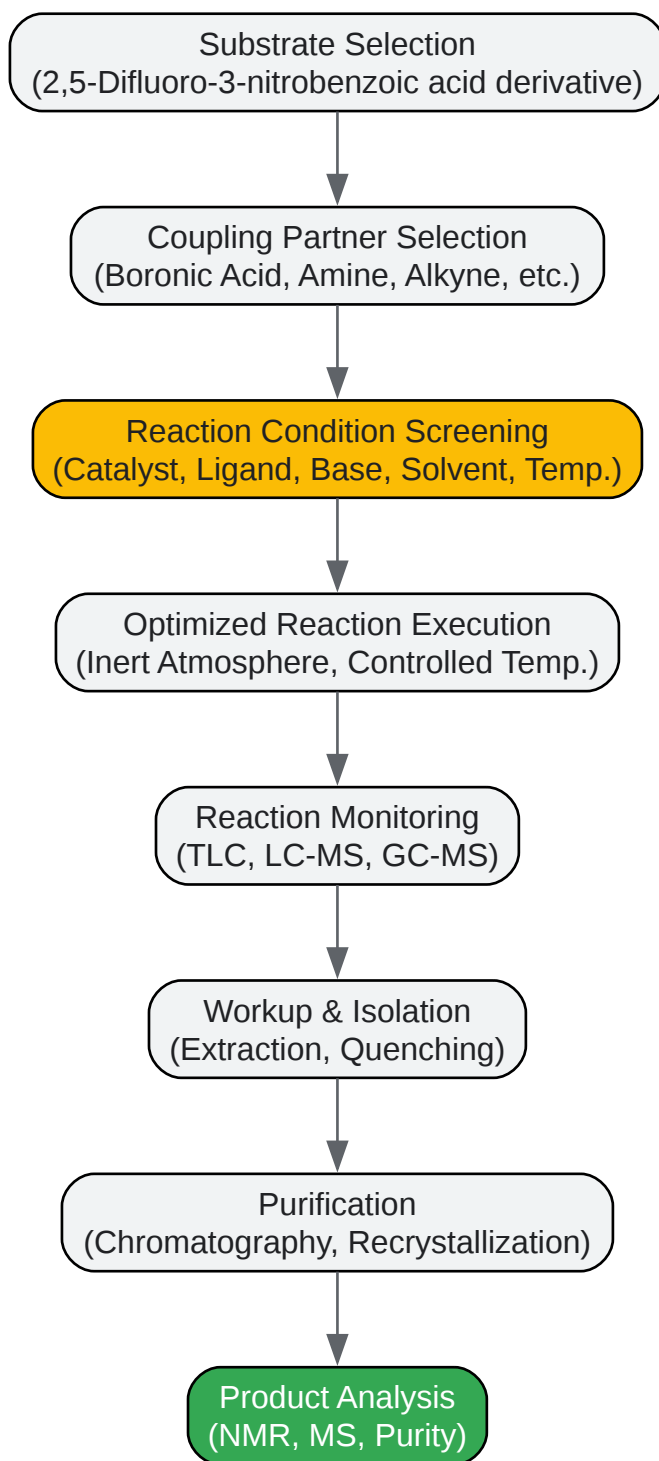 Substrate Selection
(2,5-Difluoro-3-nitrobenzoic acid derivative)
Coupling Partner Selection
(Boronic Acid, Amine, Alkyne, etc.)
Reaction Condition Screening
(Catalyst, Ligand, Base, Solvent, Temp.)
Optimized Reaction Execution
(Inert Atmosphere, Controlled Temp.)
Reaction Monitoring
(TLC, LC-MS, GC-MS)
Workup & Isolation
(Extraction, Quenching)
Purification
(Chromatography, Recrystallization)
Product Analysis
(NMR, MS, Purity)